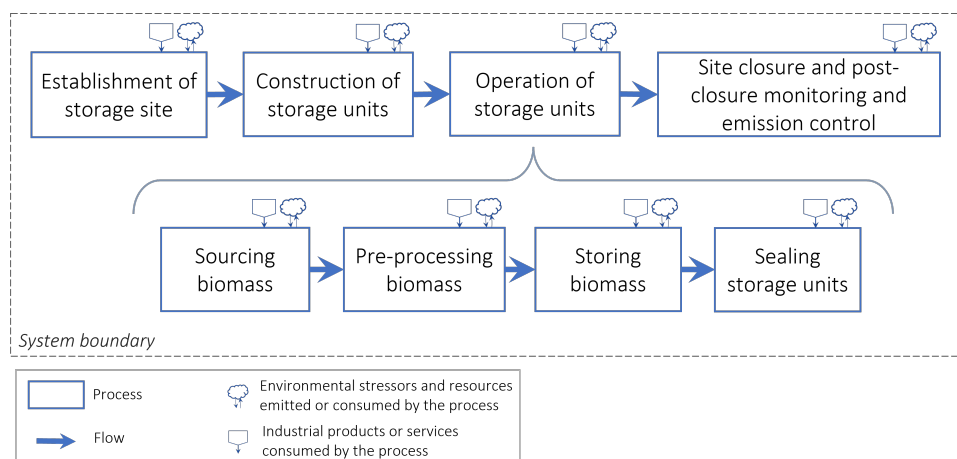 Establishment of
storage site
Construction of
storage units
Operation of
storage units
Site closure and post-
closure monitoring and
emission control
Sourcing
biomass
Pre-processing
biomass
Storing
biomass
Sealing
storage units
System boundary
Process
Flow
Environmental stressors and resources
emitted or consumed by the process
Industrial products or services
consumed by the process